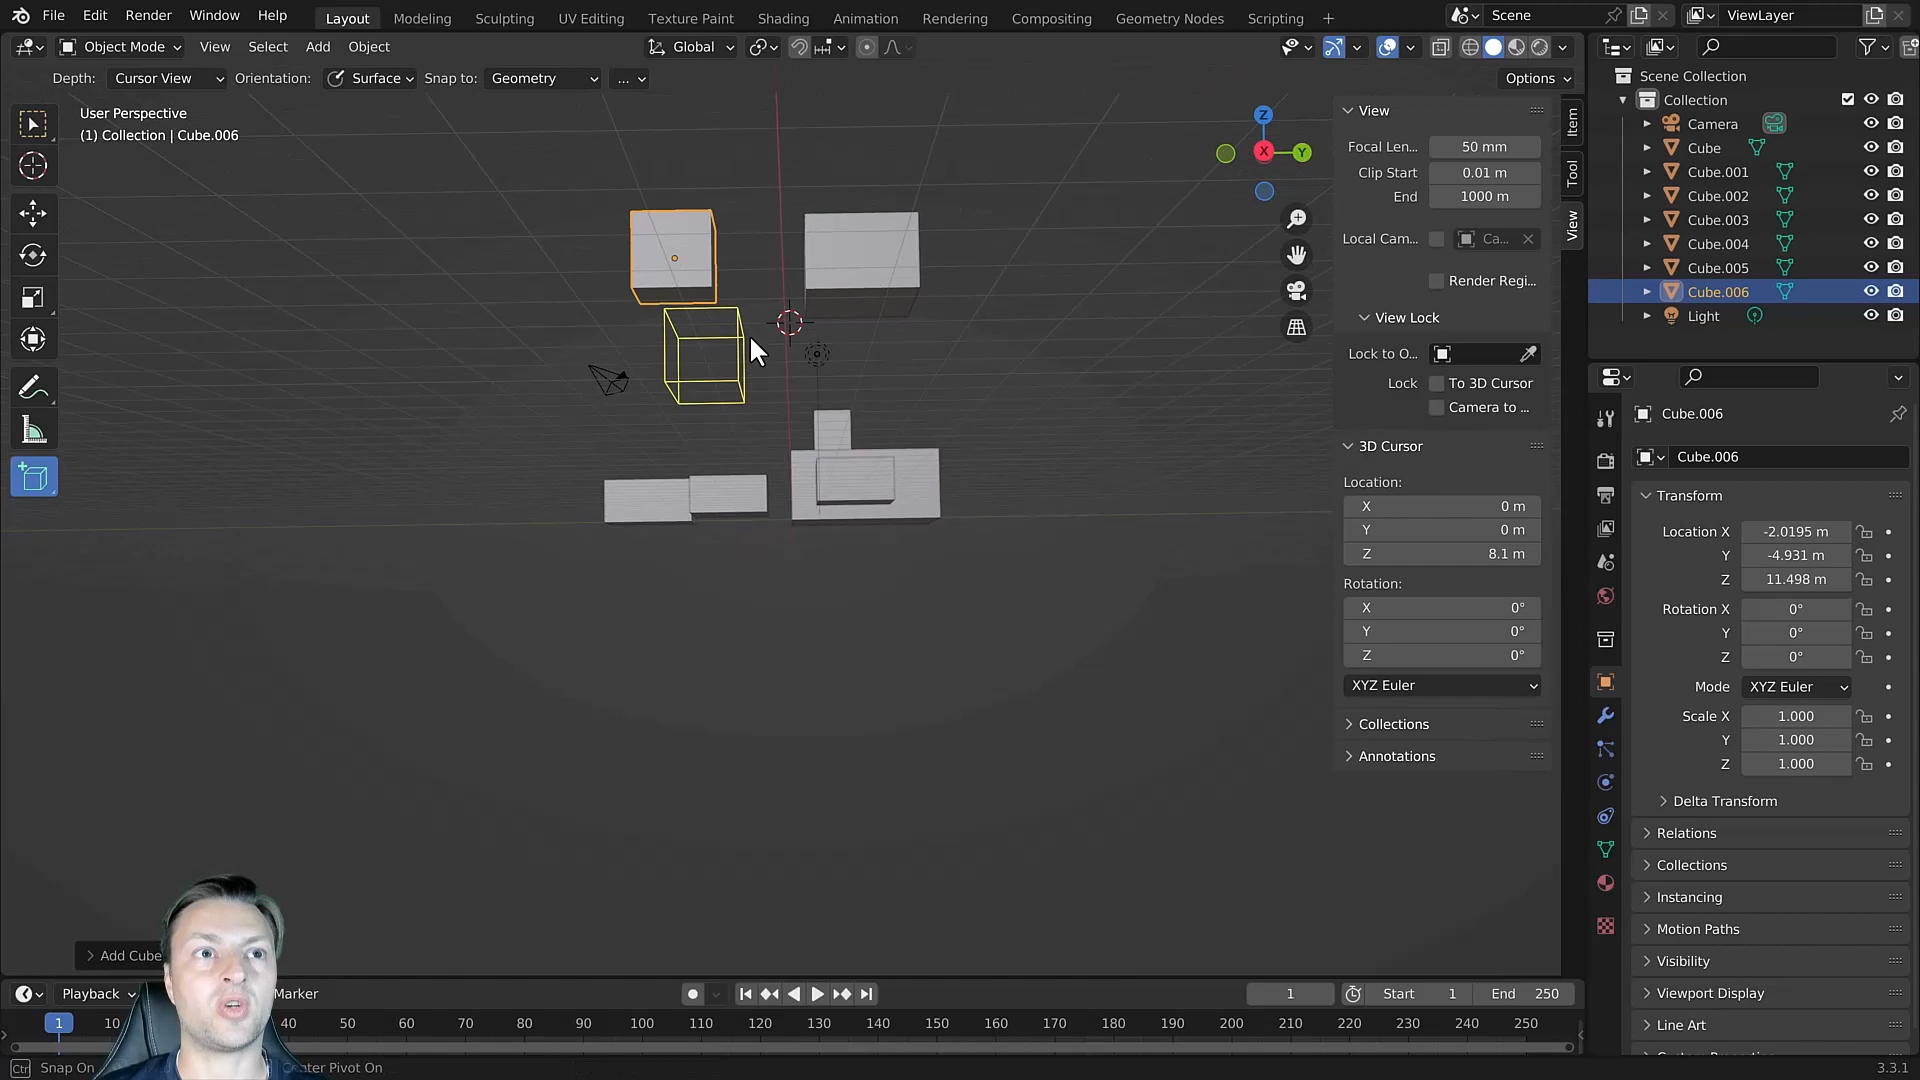 File Edit Render Window Help Layout Modeling Sculpting UV Editing Texture Paint Shading Animation Rendering Compositing Geometry Nodes Scripting + Scene ViewLayer
Object Mode View Select Add Object Global
Depth: Cursor View Orientation: Surface Snap to: Geometry ... Options
User Perspective
(1) Collection | Cube.006
Z
X
Y
View
Focal Len... 50 mm
Clip Start 0.01 m
End 1000 m
Local Cam... Ca...
Render Regi...
View Lock
Lock to O...
Lock To 3D Cursor
Camera to ...
3D Cursor
Location:
X 0 m
Y 0 m
Z 8.1 m
Rotation:
X 0°
Y 0°
Z 0°
XYZ Euler
Collections
Annotations
Item
Tool
View
Scene Collection
Collection
Camera
Cube
Cube.001
Cube.002
Cube.003
Cube.004
Cube.005
Cube.006
Light
Cube.006
Cube.006
Transform
Location X -2.0195 m
Y -4.931 m
Z 11.498 m
Rotation X 0°
Y 0°
Z 0°
Mode XYZ Euler
Scale X 1.000
Y 1.000
Z 1.000
Delta Transform
Relations
Collections
Instancing
Motion Paths
Visibility
Viewport Display
Line Art
Add Cube
Playback Marker 1 Start 1 End 250
1 10 40 50 60 70 80 90 100 110 120 130 140 150 160 170 180 190 200 210 220 230 240 250
Ctrl Snap On Center Pivot On 3.3.1